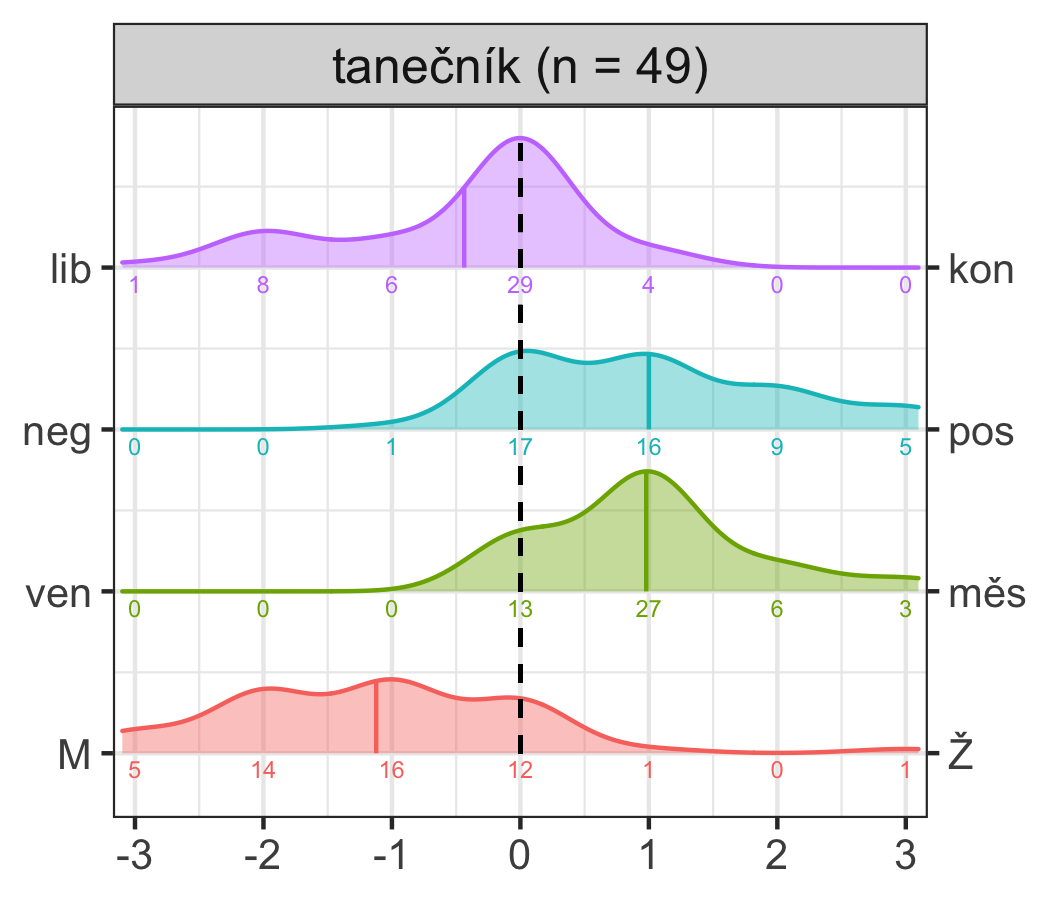 tanečník (n = 49)
lib kon
1 8 6 29 4 0 0
neg pos
0 0 1 17 16 9 5
ven měs
0 0 0 13 27 6 3
M Ž
5 14 16 12 1 0 1
-3 -2 -1 0 1 2 3